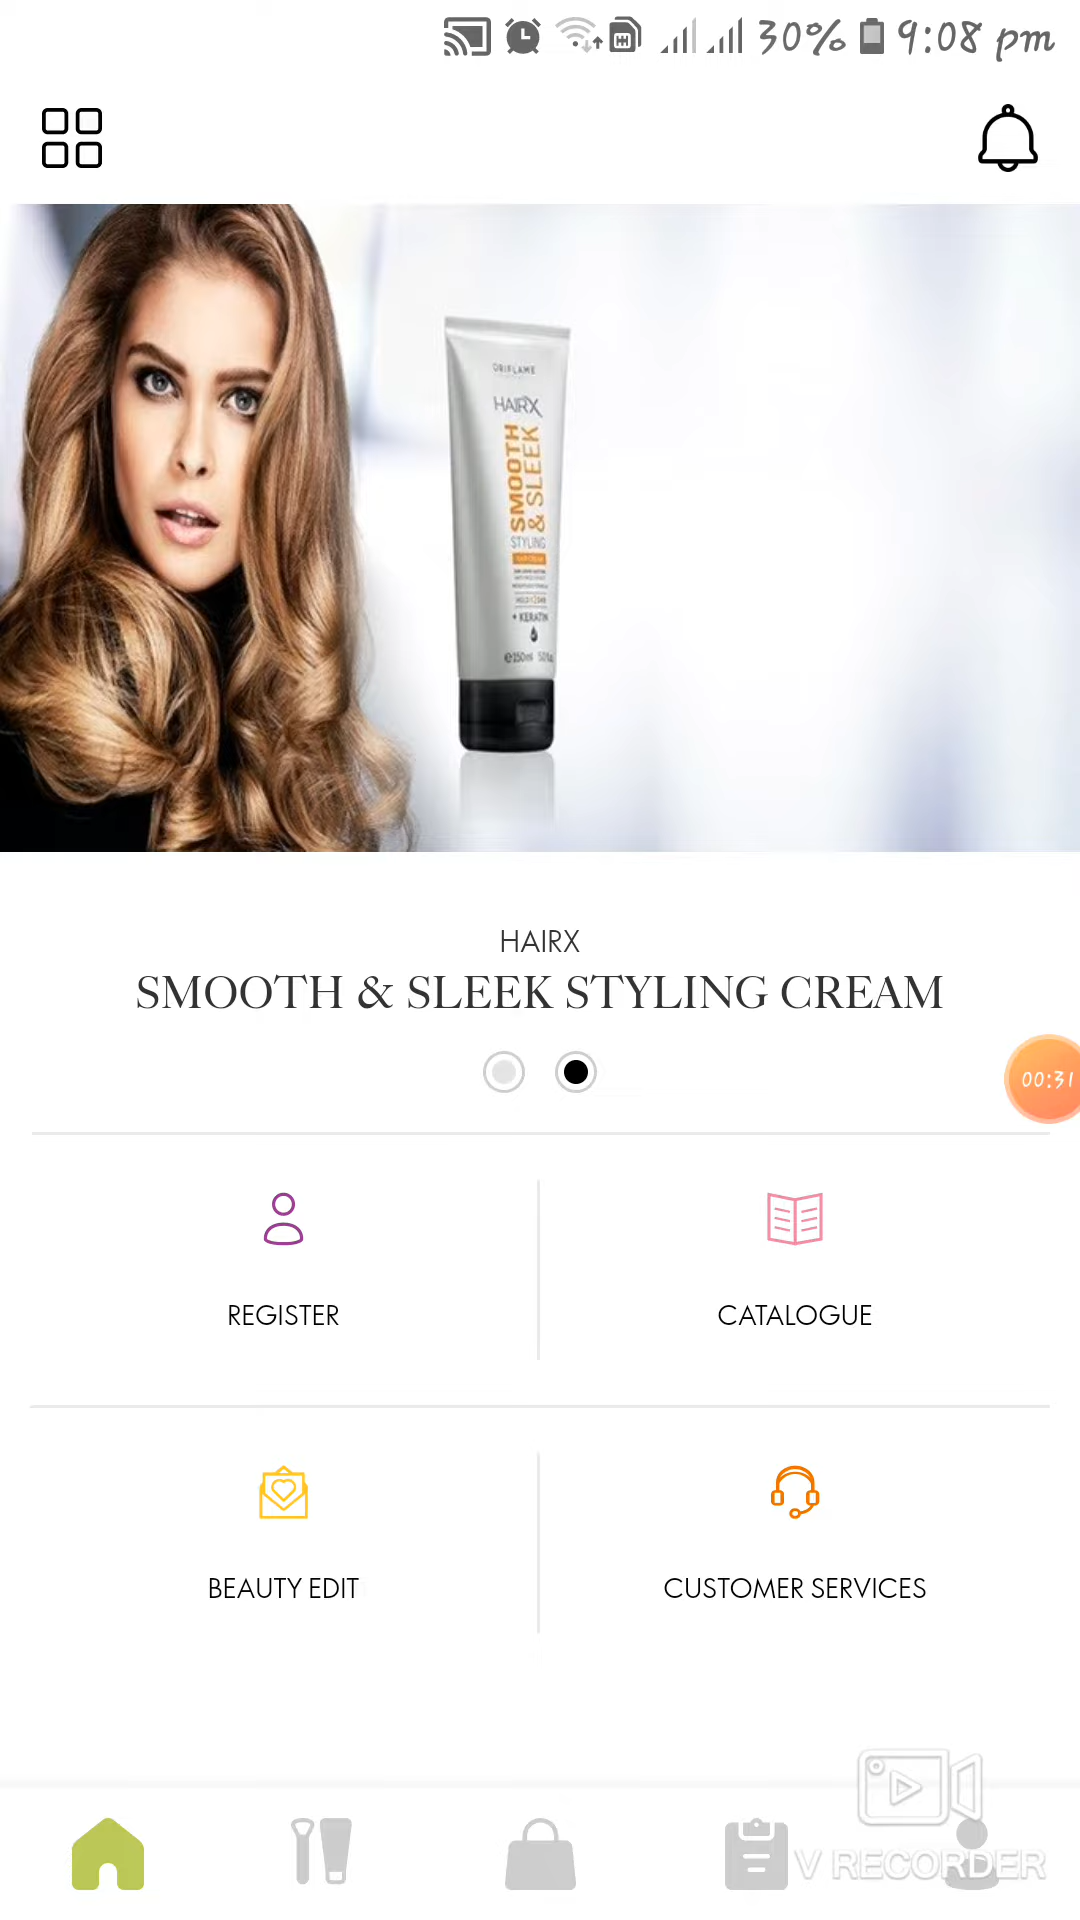 30% 9:08 pm
ORIFLAME
HAIRX
SMOOTH
& SLEEK
STYLING
+ KERATIN
HAIRX
SMOOTH & SLEEK STYLING CREAM
00:31
REGISTER
CATALOGUE
BEAUTY EDIT
CUSTOMER SERVICES
V RECORDER